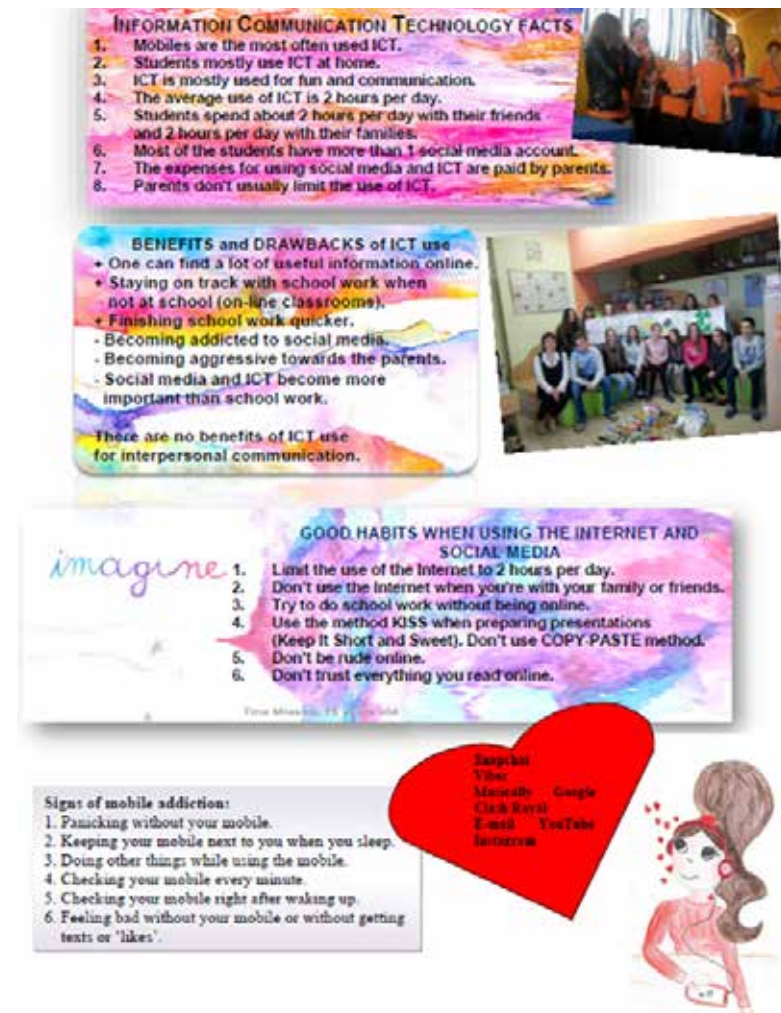 INFORMATION COMMUNICATION TECHNOLOGY FACTS
1. Mobiles are the most often used ICT.
2. Students mostly use ICT at home.
3. ICT is mostly used for fun and communication.
4. The average use of ICT is 2 hours per day.
5. Students spend about 2 hours per day with their friends
and 2 hours per day with their families.
6. Most of the students have more than 1 social media account.
7. The expenses for using social media and ICT are paid by parents.
8. Parents don't usually limit the use of ICT.
BENEFITS and DRAWBACKS of ICT use
+ One can find a lot of useful information online.
+ Staying on track with school work when
not at school (on-line classrooms).
+ Finishing school work quicker.
- Becoming addicted to social media.
- Becoming aggressive towards the parents.
- Social media and ICT become more
important than school work.
There are no benefits of ICT use
for interpersonal communication.
imagine
GOOD HABITS WHEN USING THE INTERNET AND
SOCIAL MEDIA
1. Limit the use of the Internet to 2 hours per day.
2. Don't use the Internet when you're with your family or friends.
3. Try to do school work without being online.
4. Use the method KISS when preparing presentations
(Keep It Short and Sweet). Don't use COPY-PASTE method.
5. Don't be rude online.
6. Don't trust everything you read online.
Snapchat
Viber
Musically Google
Clash Royal
E-mail YouTube
Instagram
Signs of mobile addiction:
1. Panicking without your mobile.
2. Keeping your mobile next to you when you sleep.
3. Doing other things while using the mobile.
4. Checking your mobile every minute.
5. Checking your mobile right after waking up.
6. Feeling bad without your mobile or without getting
texts or 'likes'.